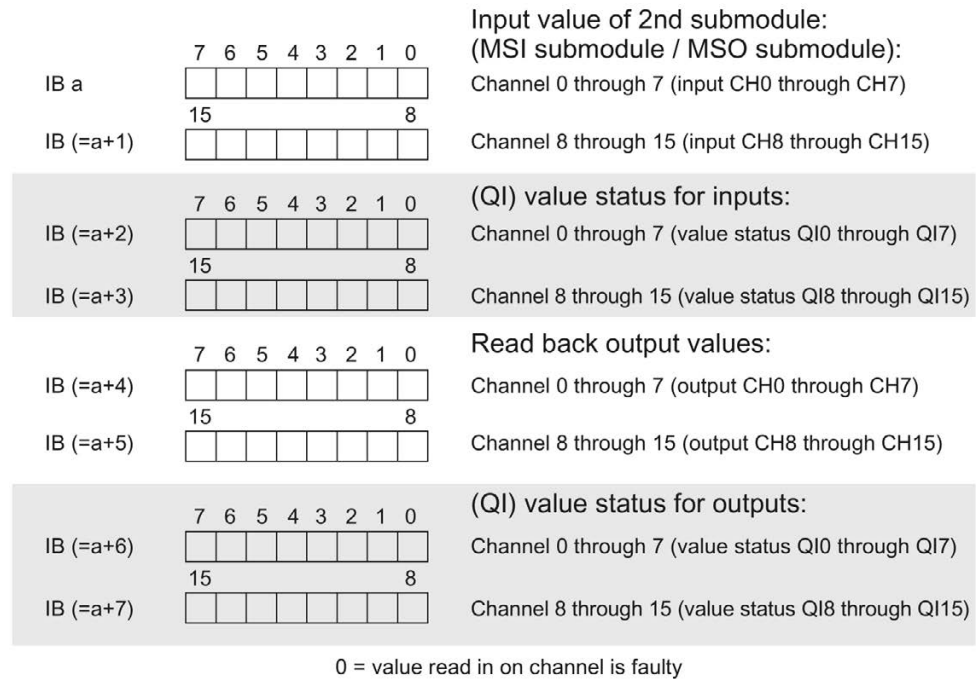 Input value of 2nd submodule:
7 6 5 4 3 2 1 0 (MSI submodule / MSO submodule):
IB a Channel 0 through 7 (input CH0 through CH7)
15 8
IB (=a+1) Channel 8 through 15 (input CH8 through CH15)
7 6 5 4 3 2 1 0 (QI) value status for inputs:
IB (=a+2) Channel 0 through 7 (value status QI0 through QI7)
15 8
IB (=a+3) Channel 8 through 15 (value status QI8 through QI15)
7 6 5 4 3 2 1 0 Read back output values:
IB (=a+4) Channel 0 through 7 (output CH0 through CH7)
15 8
IB (=a+5) Channel 8 through 15 (output CH8 through CH15)
7 6 5 4 3 2 1 0 (QI) value status for outputs:
IB (=a+6) Channel 0 through 7 (value status QI0 through QI7)
15 8
IB (=a+7) Channel 8 through 15 (value status QI8 through QI15)
0 = value read in on channel is faulty